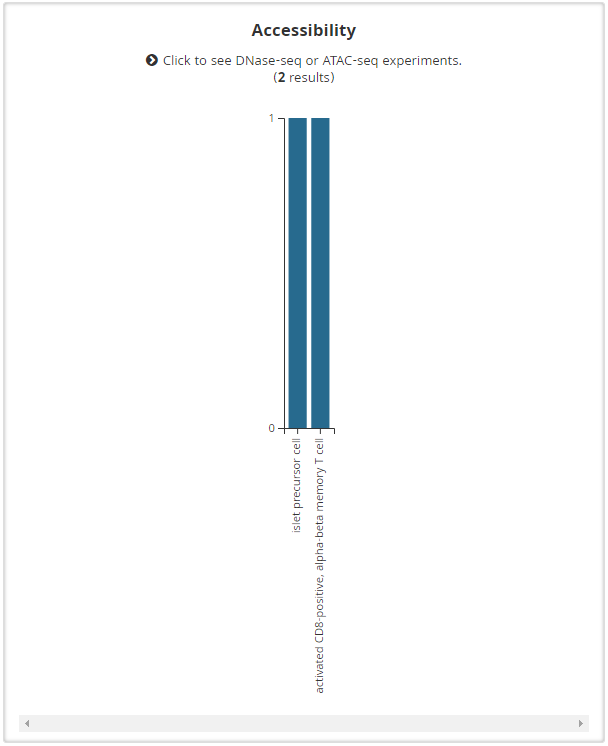 Accessibility
Click to see DNase-seq or ATAC-seq experiments.
(2 results)
1
0
islet precursor cell
activated CD8-positive, alpha-beta memory T cell